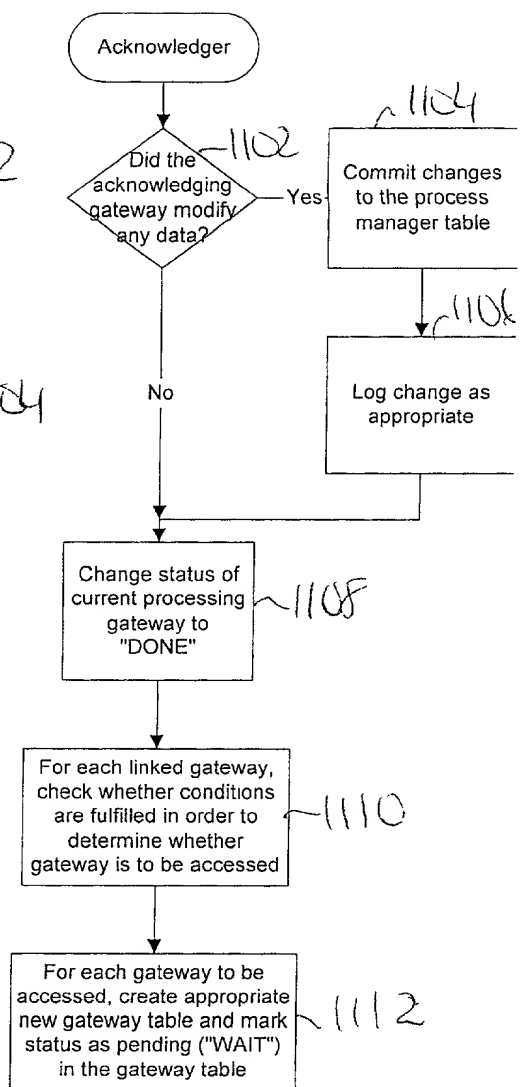 Acknowledger
1104
1102
2
Did the
acknowledging
gateway modify
any data?
Yes
Commit changes
to the process
manager table
1106
04
No
Log change as
appropriate
Change status of
current processing
gateway to
"DONE"
1108
For each linked gateway,
check whether conditions
are fulfilled in order to
determine whether
gateway is to be accessed
1110
For each gateway to be
accessed, create appropriate
new gateway table and mark
status as pending ("WAIT")
in the gateway table
1112